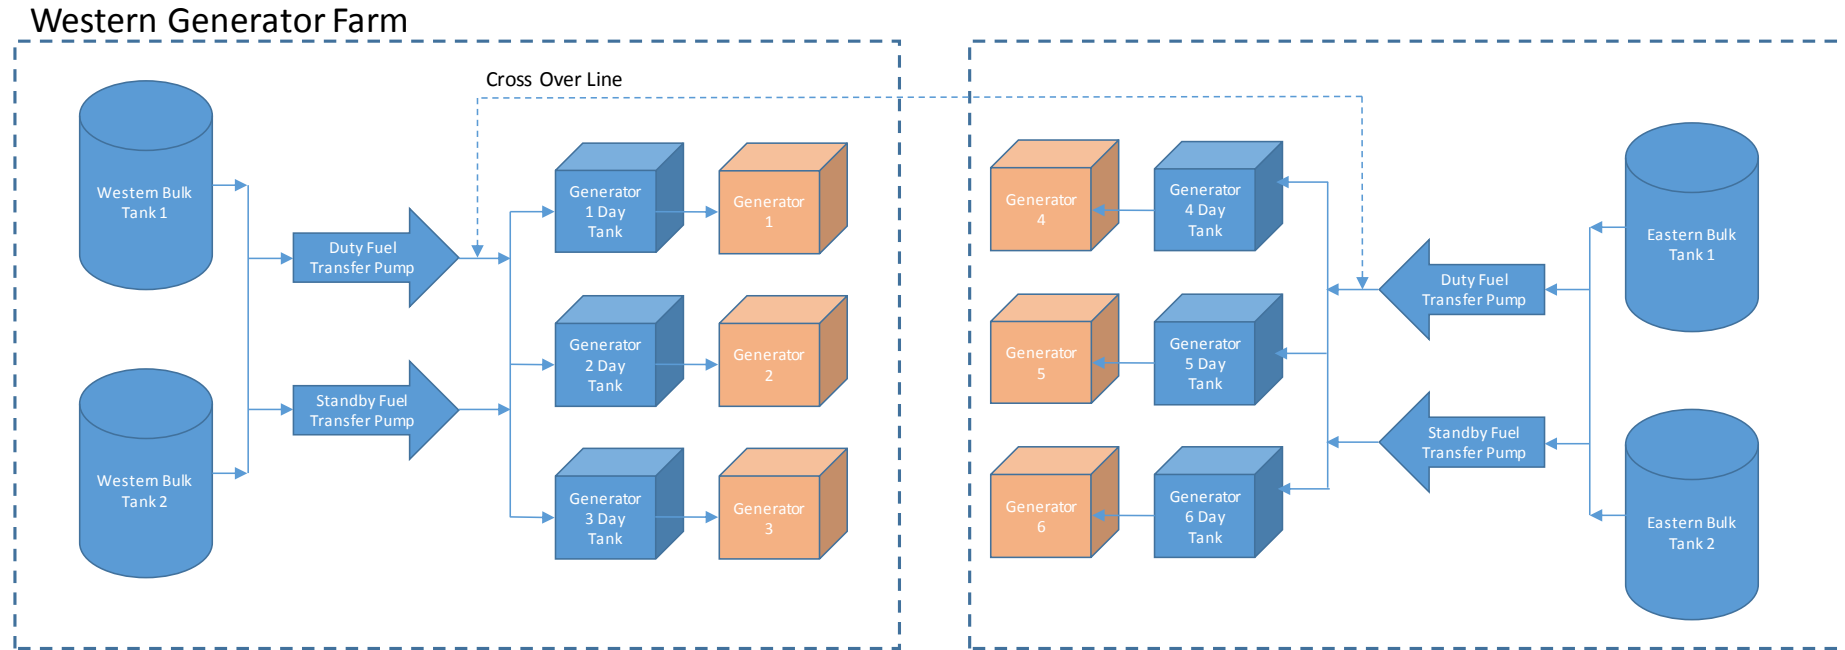 Western Generator Farm
Cross Over Line
Western Bulk
Tank 1
Western Bulk
Tank 2
Duty Fuel
Transfer Pump
Standby Fuel
Transfer Pump
Generator
1 Day
Tank
Generator
1
Generator
2 Day
Tank
Generator
2
Generator
3 Day
Tank
Generator
3
Generator
4
Generator
4 Day
Tank
Generator
5
Generator
5 Day
Tank
Generator
6
Generator
6 Day
Tank
Duty Fuel
Transfer Pump
Standby Fuel
Transfer Pump
Eastern Bulk
Tank 1
Eastern Bulk
Tank 2